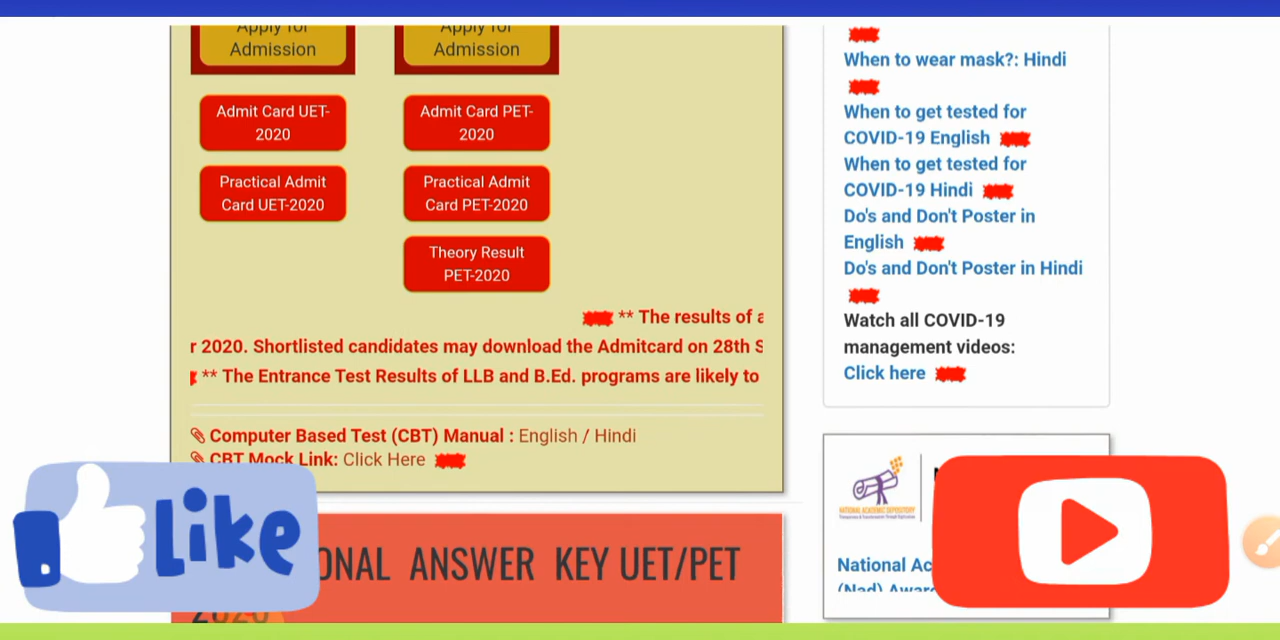 Apply for
Admission
Apply for
Admission
Admit Card UET-
2020
Admit Card PET-
2020
Practical Admit
Card UET-2020
Practical Admit
Card PET-2020
Theory Result
PET-2020
** The results of a
r 2020. Shortlisted candidates may download the Admitcard on 28th S
** The Entrance Test Results of LLB and B.Ed. programs are likely to
Computer Based Test (CBT) Manual : English / Hindi
CBT Mock Link: Click Here
ONAL ANSWER KEY UET/PET
2020
Like
When to wear mask?: Hindi
When to get tested for
COVID-19 English
When to get tested for
COVID-19 Hindi
Do's and Don't Poster in
English
Do's and Don't Poster in Hindi
Watch all COVID-19
management videos:
Click here
NATIONAL ACADEMIC DEPOSITORY
National Ac
(Nad) Awar